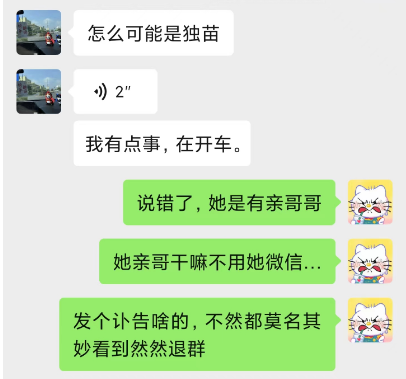 怎么可能是独苗
2"
我有点事，在开车。
说错了，她是有亲哥哥
她亲哥干嘛不用她微信...
发个讣告啥的，不然都莫名其
妙看到然然退群